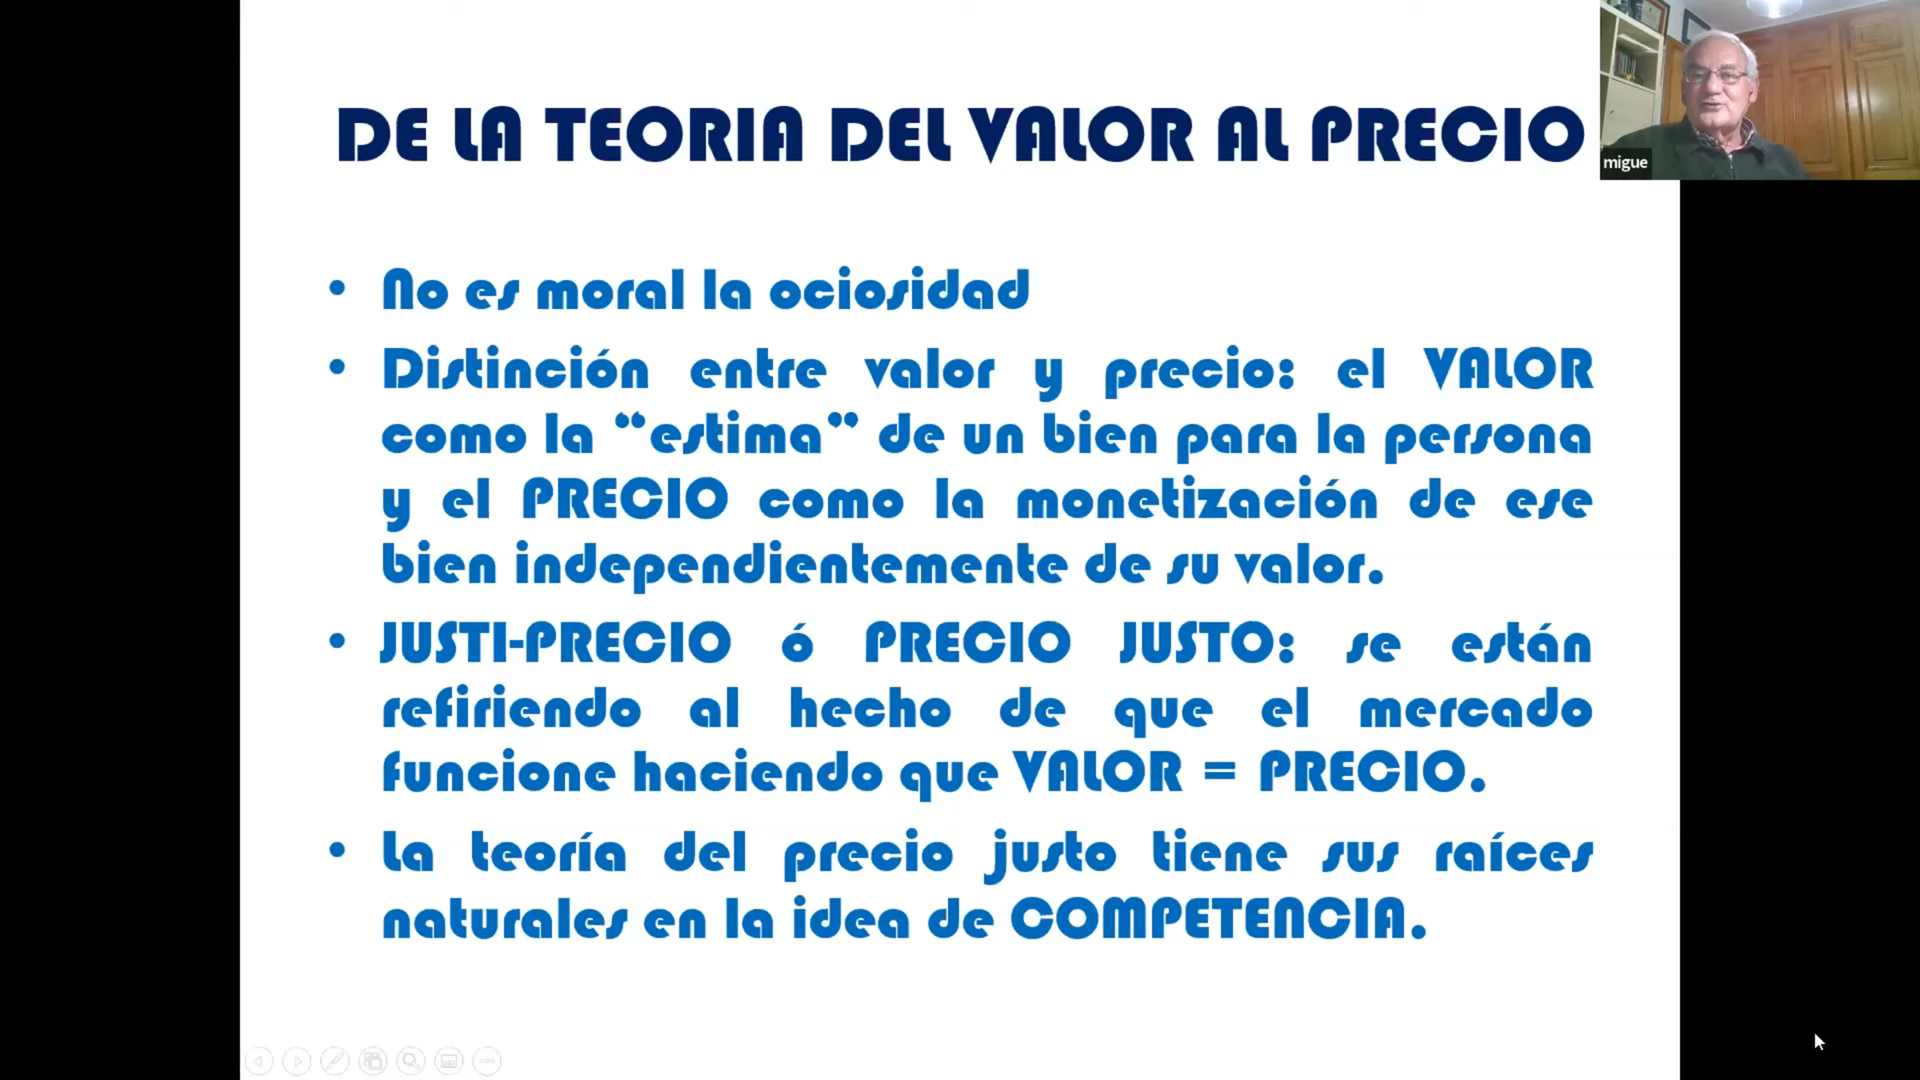 DE LA TEORIA DEL VALOR AL PRECIO
migue
• No es moral la ociosidad
• Distinción entre valor y precio: el VALOR
como la “estima” de un bien para la persona
y el PRECIO como la monetización de ese
bien independientemente de su valor.
• JUSTI-PRECIO ó PRECIO JUSTO: se están
refiriendo al hecho de que el mercado
funcione haciendo que VALOR = PRECIO.
• La teoría del precio justo tiene sus raíces
naturales en la idea de COMPETENCIA.